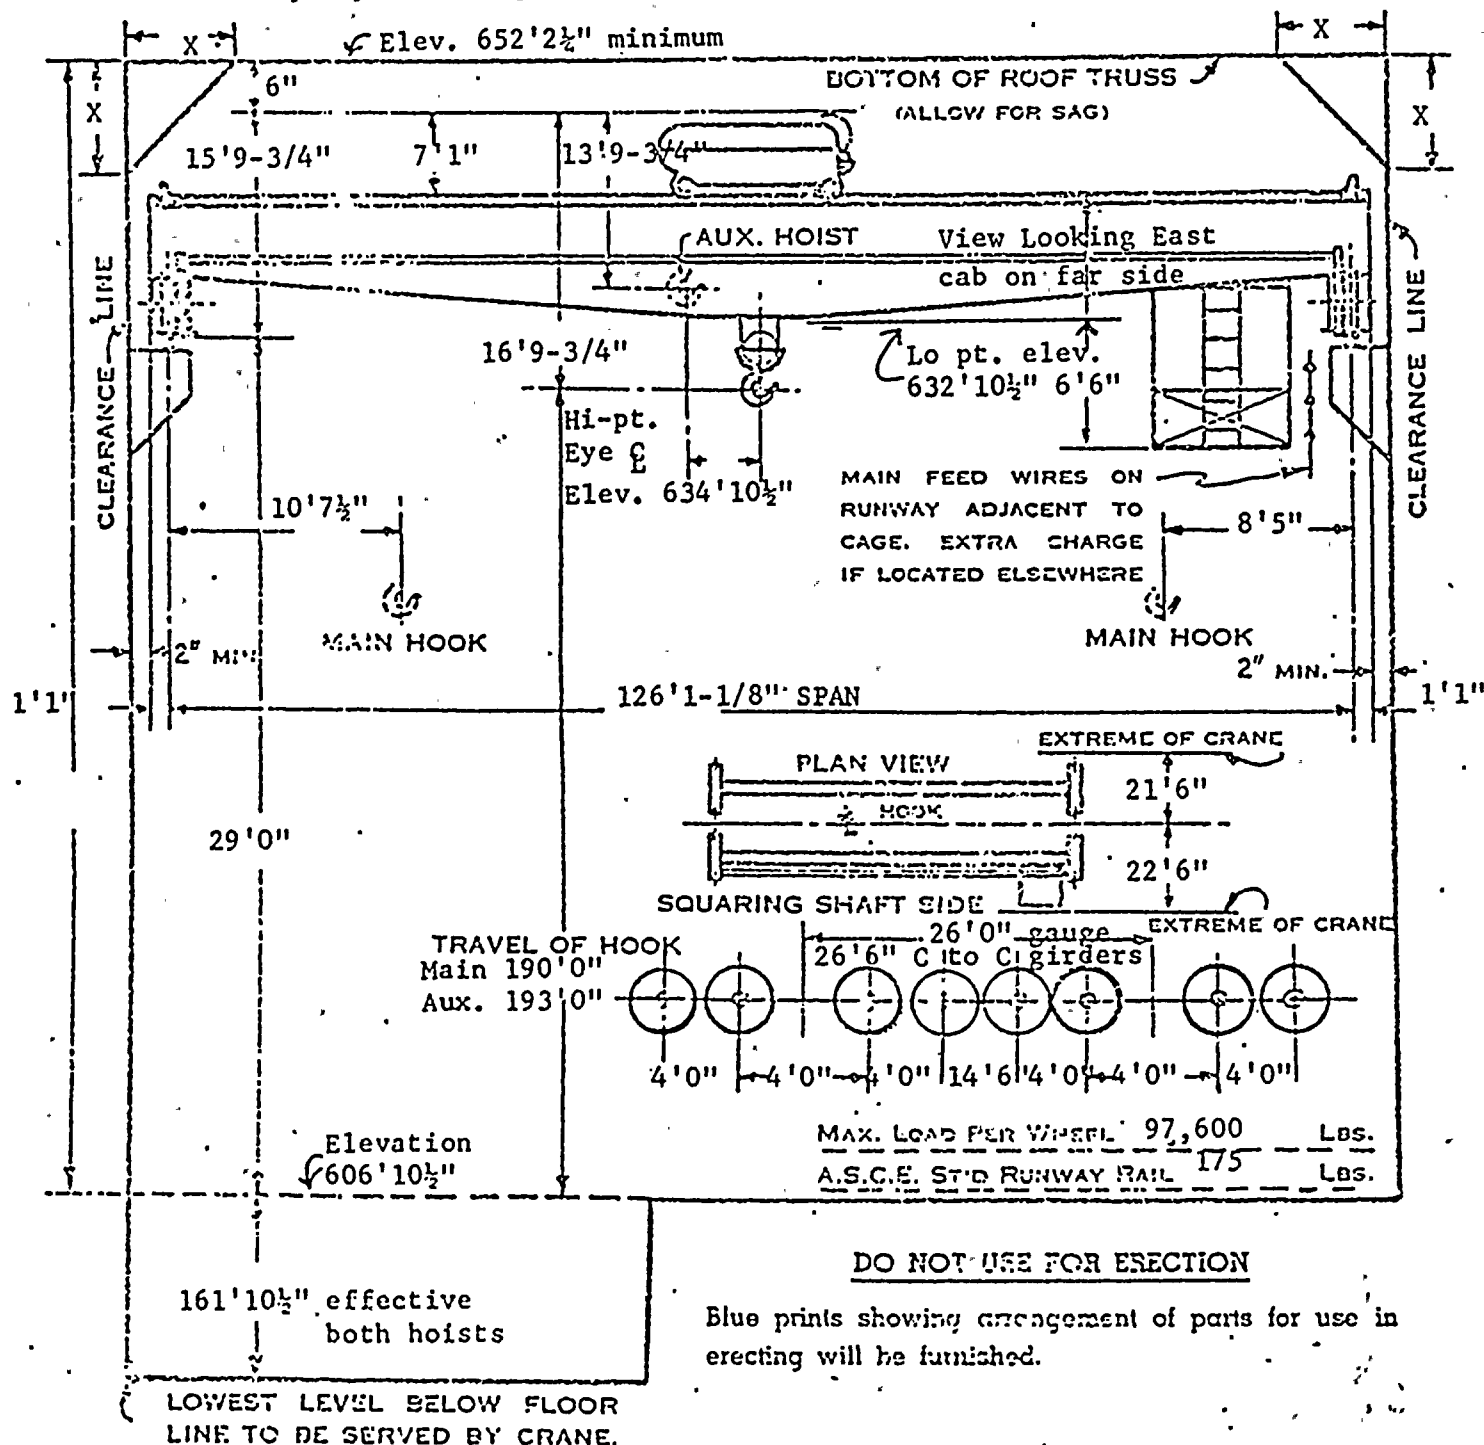 X
Elev. 652'2¼" minimum
X
6"
BOTTOM OF ROOF TRUSS
(ALLOW FOR SAG)
X
X
15'9-3/4"
7'1"
13'9-3/4"
AUX. HOIST
View Looking East
cab on far side
CLEARANCE LINE
CLEARANCE LINE
16'9-3/4"
Lo pt. elev.
632'10½" 6'6"
Hi-pt.
Eye ℄
Elev. 634'10½"
10'7½"
MAIN FEED WIRES ON
RUNWAY ADJACENT TO
CAGE. EXTRA CHARGE
IF LOCATED ELSEWHERE
8'5"
MAIN HOOK
MAIN HOOK
2" MIN.
2" MIN.
1'1"
126'1-1/8" SPAN
1'1"
EXTREME OF CRANE
PLAN VIEW
21'6"
HOOK
29'0"
22'6"
SQUARING SHAFT SIDE
EXTREME OF CRANE
TRAVEL OF HOOK
26'0" gauge
Main 190'0"
26'6" C to C girders
Aux. 193'0"
4'0" 4'0" 4'0" 14'6" 4'0" 4'0" 4'0"
MAX. LOAD PER WHEEL 97,600 LBS.
A.S.C.E. ST'D RUNWAY RAIL 175 LBS.
Elevation
606'10½"
DO NOT USE FOR ERECTION
161'10½" effective
both hoists
Blue prints showing arrangement of parts for use in
erecting will be furnished.
LOWEST LEVEL BELOW FLOOR
LINE TO BE SERVED BY CRANE.